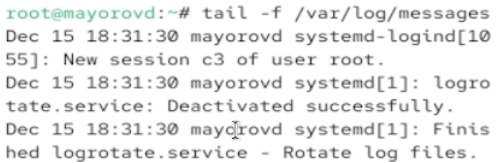 root@mayorovd:~# tail -f /var/log/messages
Dec 15 18:31:30 mayorovd systemd-logind[10
55]: New session c3 of user root.
Dec 15 18:31:30 mayorovd systemd[1]: logro
tate.service: Deactivated successfully.
Dec 15 18:31:30 mayorovd systemd[1]: Finis
hed logrotate.service - Rotate log files.